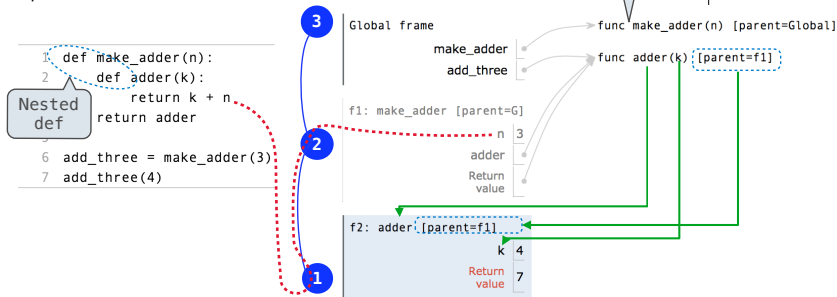 3
Global frame
func make_adder(n) [parent=Global]
make_adder
1 def make_adder(n):
func adder(k) [parent=f1]
add_three
2 def adder(k):
Nested
def
return k + n
f1: make_adder [parent=G]
return adder
n 3
2
adder
6 add_three = make_adder(3)
7 add_three(4)
Return
value
f2: adder [parent=f1]
k 4
1
Return
value
7